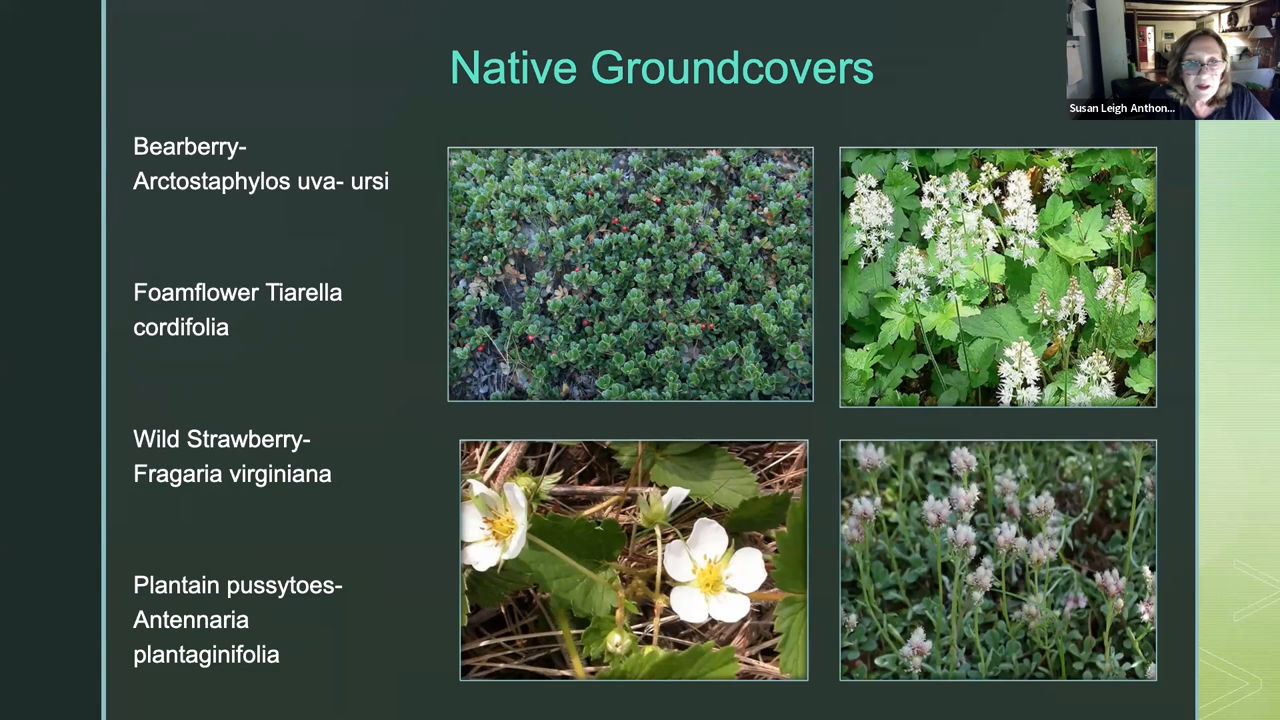 Native Groundcovers
Susan Leigh Anthon...
Bearberry-
Arctostaphylos uva- ursi
Foamflower Tiarella
cordifolia
Wild Strawberry-
Fragaria virginiana
Plantain pussytoes-
Antennaria
plantaginifolia